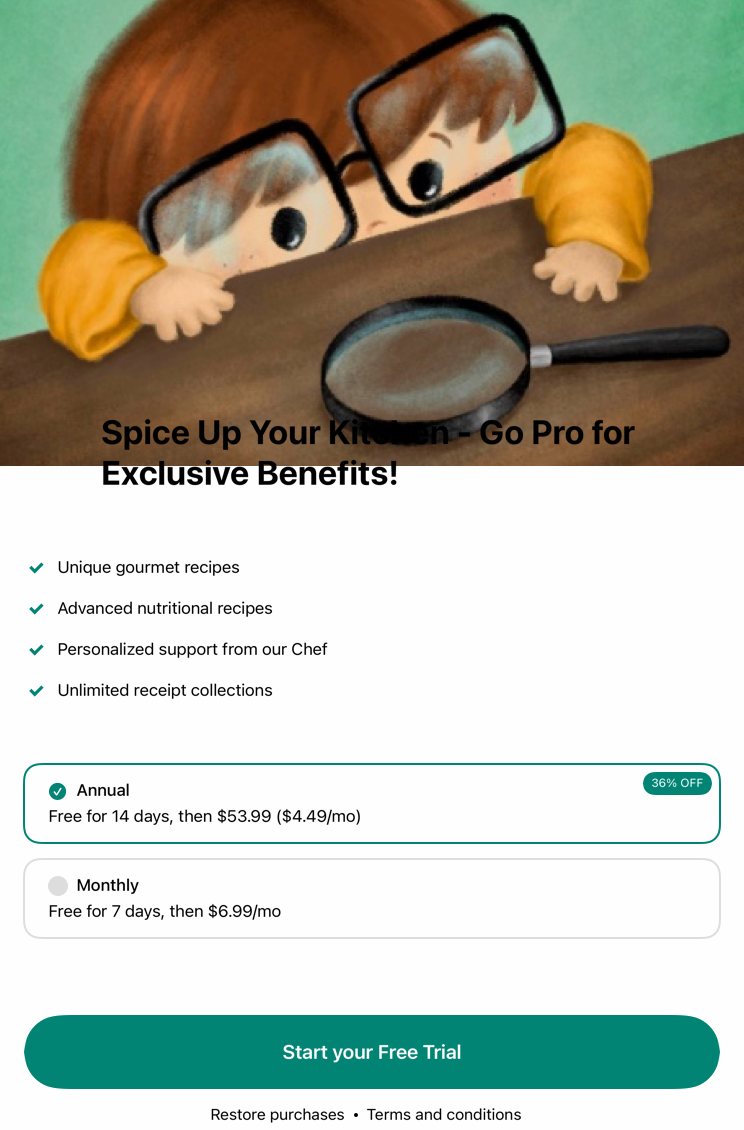 Spice Up Your Kitchen - Go Pro for
Exclusive Benefits!
Unique gourmet recipes
Advanced nutritional recipes
Personalized support from our Chef
Unlimited receipt collections
Annual
36% OFF
Free for 14 days, then $53.99 ($4.49/mo)
Monthly
Free for 7 days, then $6.99/mo
Start your Free Trial
Restore purchases • Terms and conditions